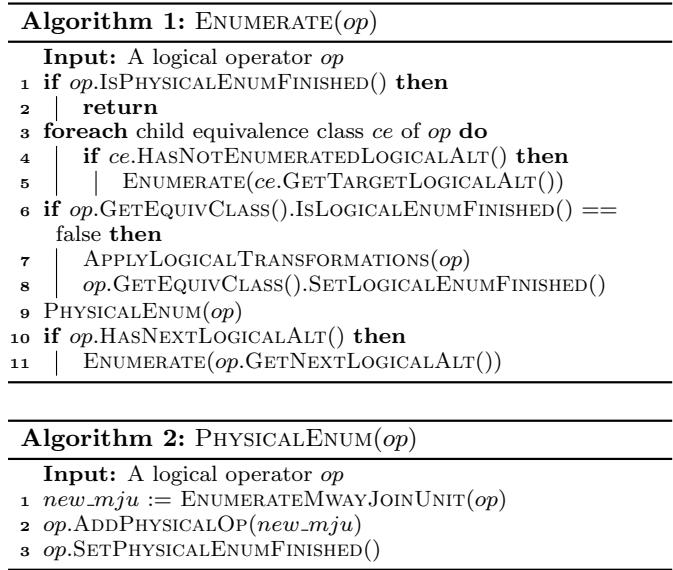 Algorithm 1: ENUMERATE(op)
Input: A logical operator op
1 if op.ISPHYSICALENUMFINISHED() then
2 return
3 foreach child equivalence class ce of op do
4 if ce.HASNOTENUMERATEDLOGICALALT() then
5 ENUMERATE(ce.GETTARGETLOGICALALT())
6 if op.GETEQUIVCLASS().ISLOGICALENUMFINISHED() ==
false then
7 APPLYLOGICALTRANSFORMATIONS(op)
8 op.GETEQUIVCLASS().SETLOGICALENUMFINISHED()
9 PHYSICALENUM(op)
10 if op.HASNEXTLOGICALALT() then
11 ENUMERATE(op.GETNEXTLOGICALALT())
Algorithm 2: PHYSICALENUM(op)
Input: A logical operator op
1 new_mju := ENUMERATEMWAYJOINUNIT(op)
2 op.ADDPHYSICALOP(new_mju)
3 op.SETPHYSICALENUMFINISHED()